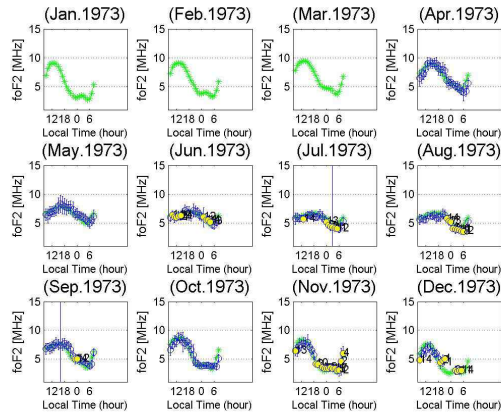 (Jan.1973) (Feb.1973) (Mar.1973) (Apr.1973)
15 15 15 15
10 10 10 10
5 5 5 5
foF2 [MHz] foF2 [MHz] foF2 [MHz] foF2 [MHz]
1218 0 6 1218 0 6 1218 0 6 1218 0 6
Local Time (hour) Local Time (hour) Local Time (hour) Local Time (hour)
(May.1973) (Jun.1973) (Jul.1973) (Aug.1973)
15 15 15 15
10 10 10 10
5 5 5 5
foF2 [MHz] foF2 [MHz] foF2 [MHz] foF2 [MHz]
1218 0 6 1218 0 6 1218 0 6 1218 0 6
Local Time (hour) Local Time (hour) Local Time (hour) Local Time (hour)
(Sep.1973) (Oct.1973) (Nov.1973) (Dec.1973)
15 15 15 15
10 10 10 10
5 5 5 5
foF2 [MHz] foF2 [MHz] foF2 [MHz] foF2 [MHz]
1218 0 6 1218 0 6 1218 0 6 1218 0 6
Local Time (hour) Local Time (hour) Local Time (hour) Local Time (hour)